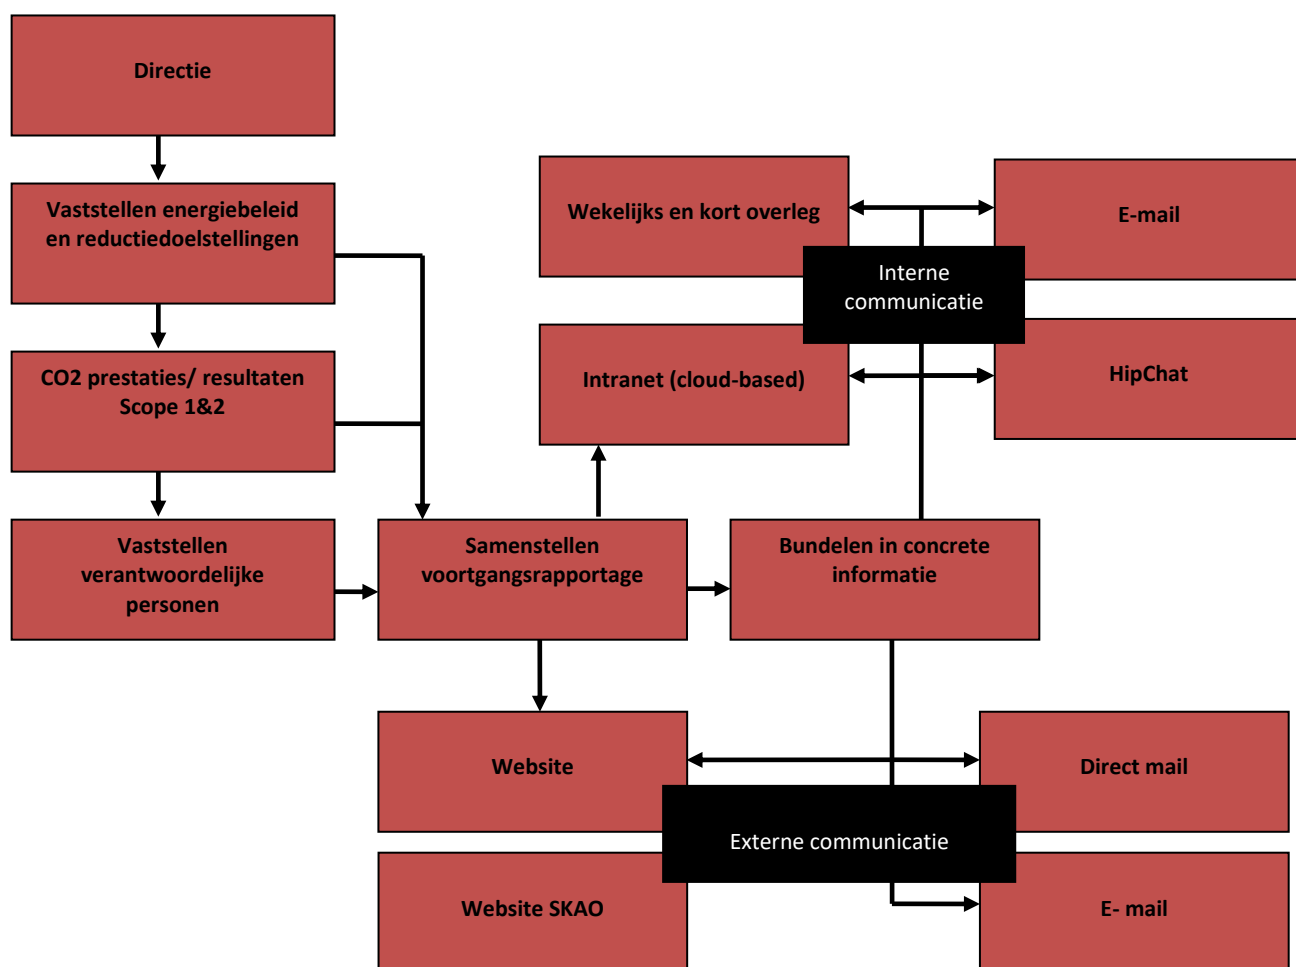 Directie
Vaststellen energiebeleid
en reductiedoelstellingen
Wekelijks en kort overleg
E-mail
Interne
communicatie
CO2 prestaties/ resultaten
Scope 1&2
Intranet (cloud-based)
HipChat
Vaststellen
verantwoordelijke
personen
Samenstellen
voortgangsrapportage
Bundelen in concrete
informatie
Website
Direct mail
Externe communicatie
Website SKAO
E- mail